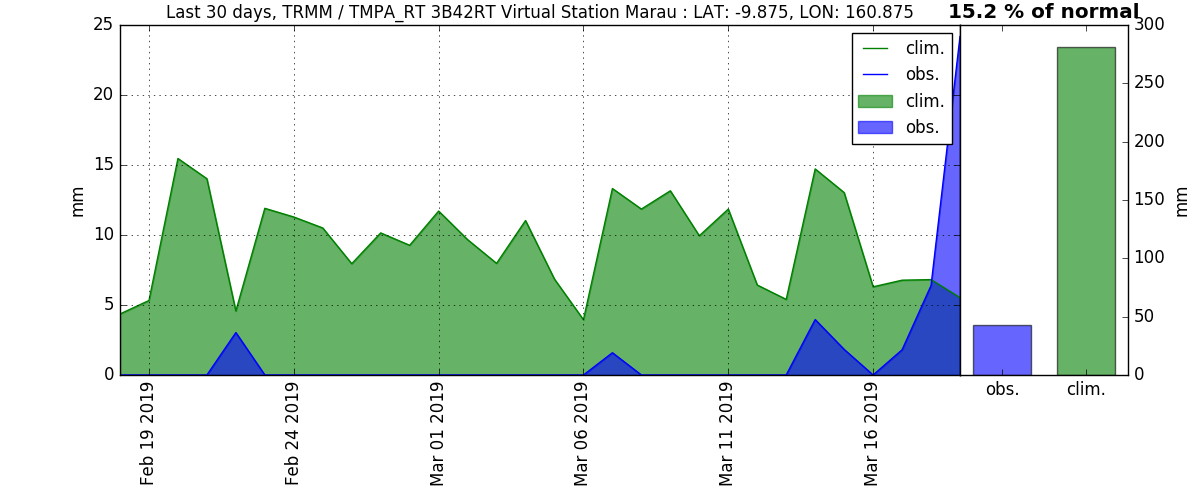 Last 30 days, TRMM / TMPA_RT 3B42RT Virtual Station Marau : LAT: -9.875, LON: 160.875
15.2 % of normal
clim.
obs.
clim.
obs.
25
20
15
10
5
0
mm
300
250
200
150
100
50
0
mm
Feb 19 2019
Feb 24 2019
Mar 01 2019
Mar 06 2019
Mar 11 2019
Mar 16 2019
obs.
clim.